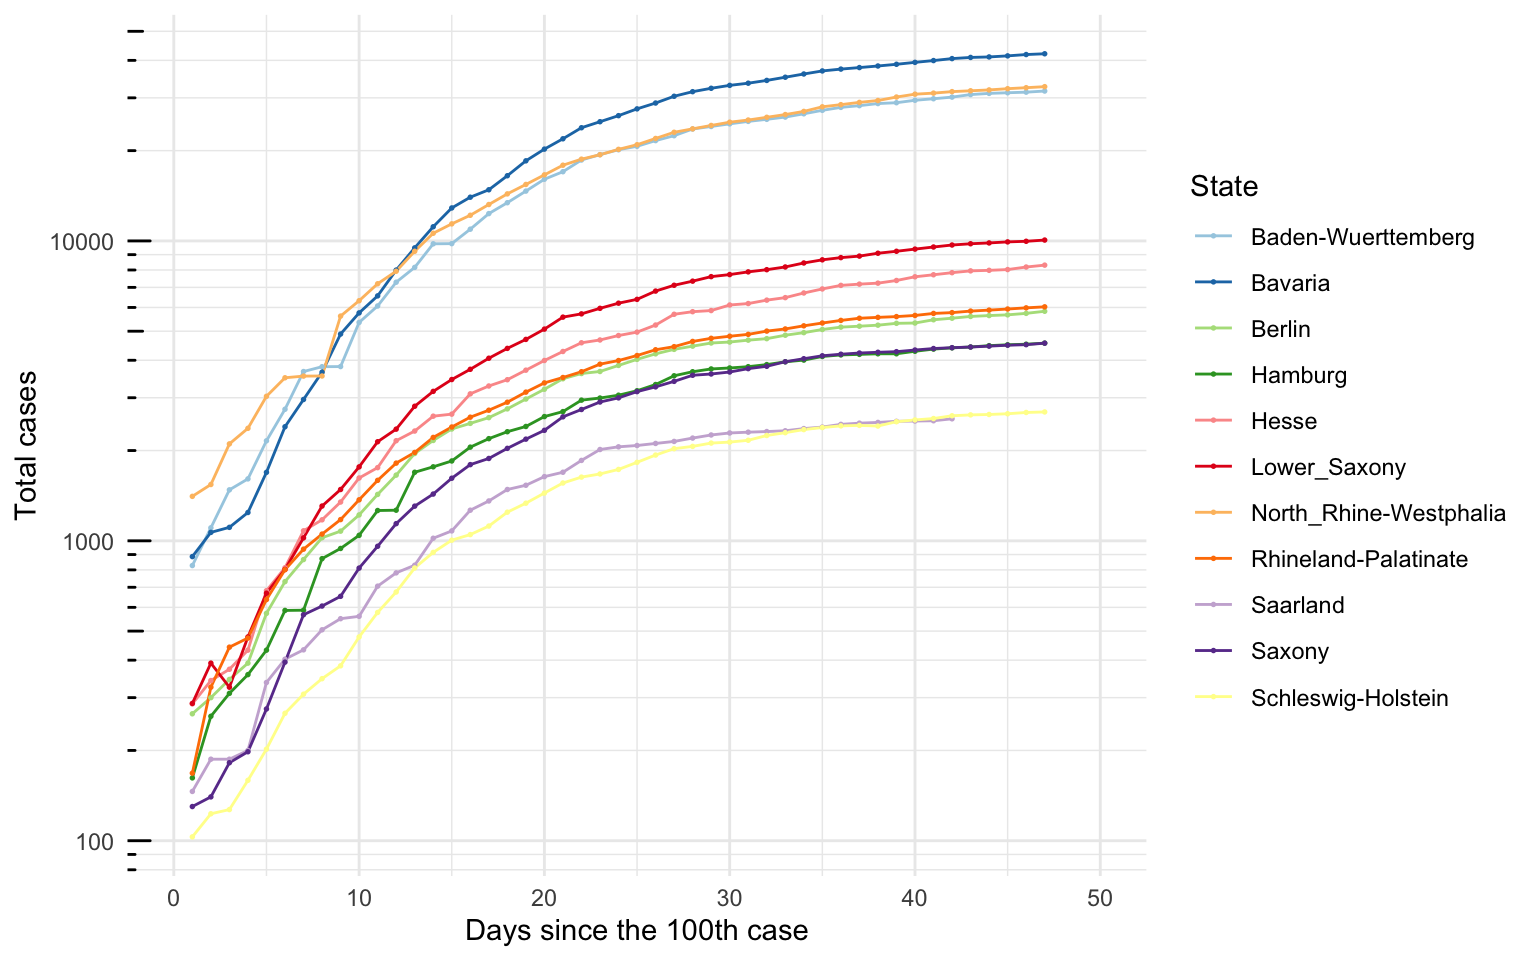 Total cases
10000
1000
100
0 10 20 30 40 50
Days since the 100th case
State
Baden-Wuerttemberg
Bavaria
Berlin
Hamburg
Hesse
Lower_Saxony
North_Rhine-Westphalia
Rhineland-Palatinate
Saarland
Saxony
Schleswig-Holstein